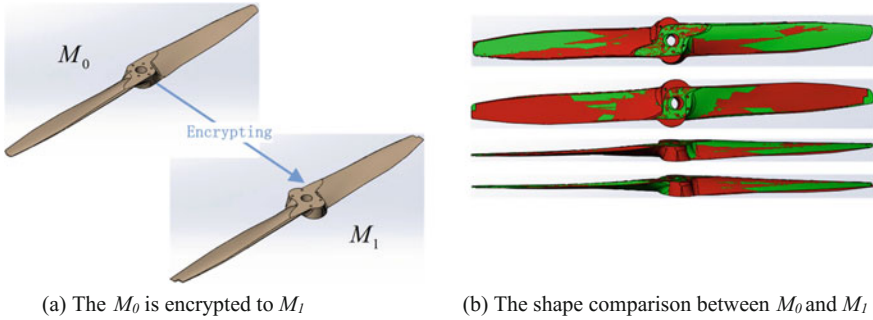 M0
Encrypting
M1
(a) The M0 is encrypted to M1
(b) The shape comparison between M0 and M1